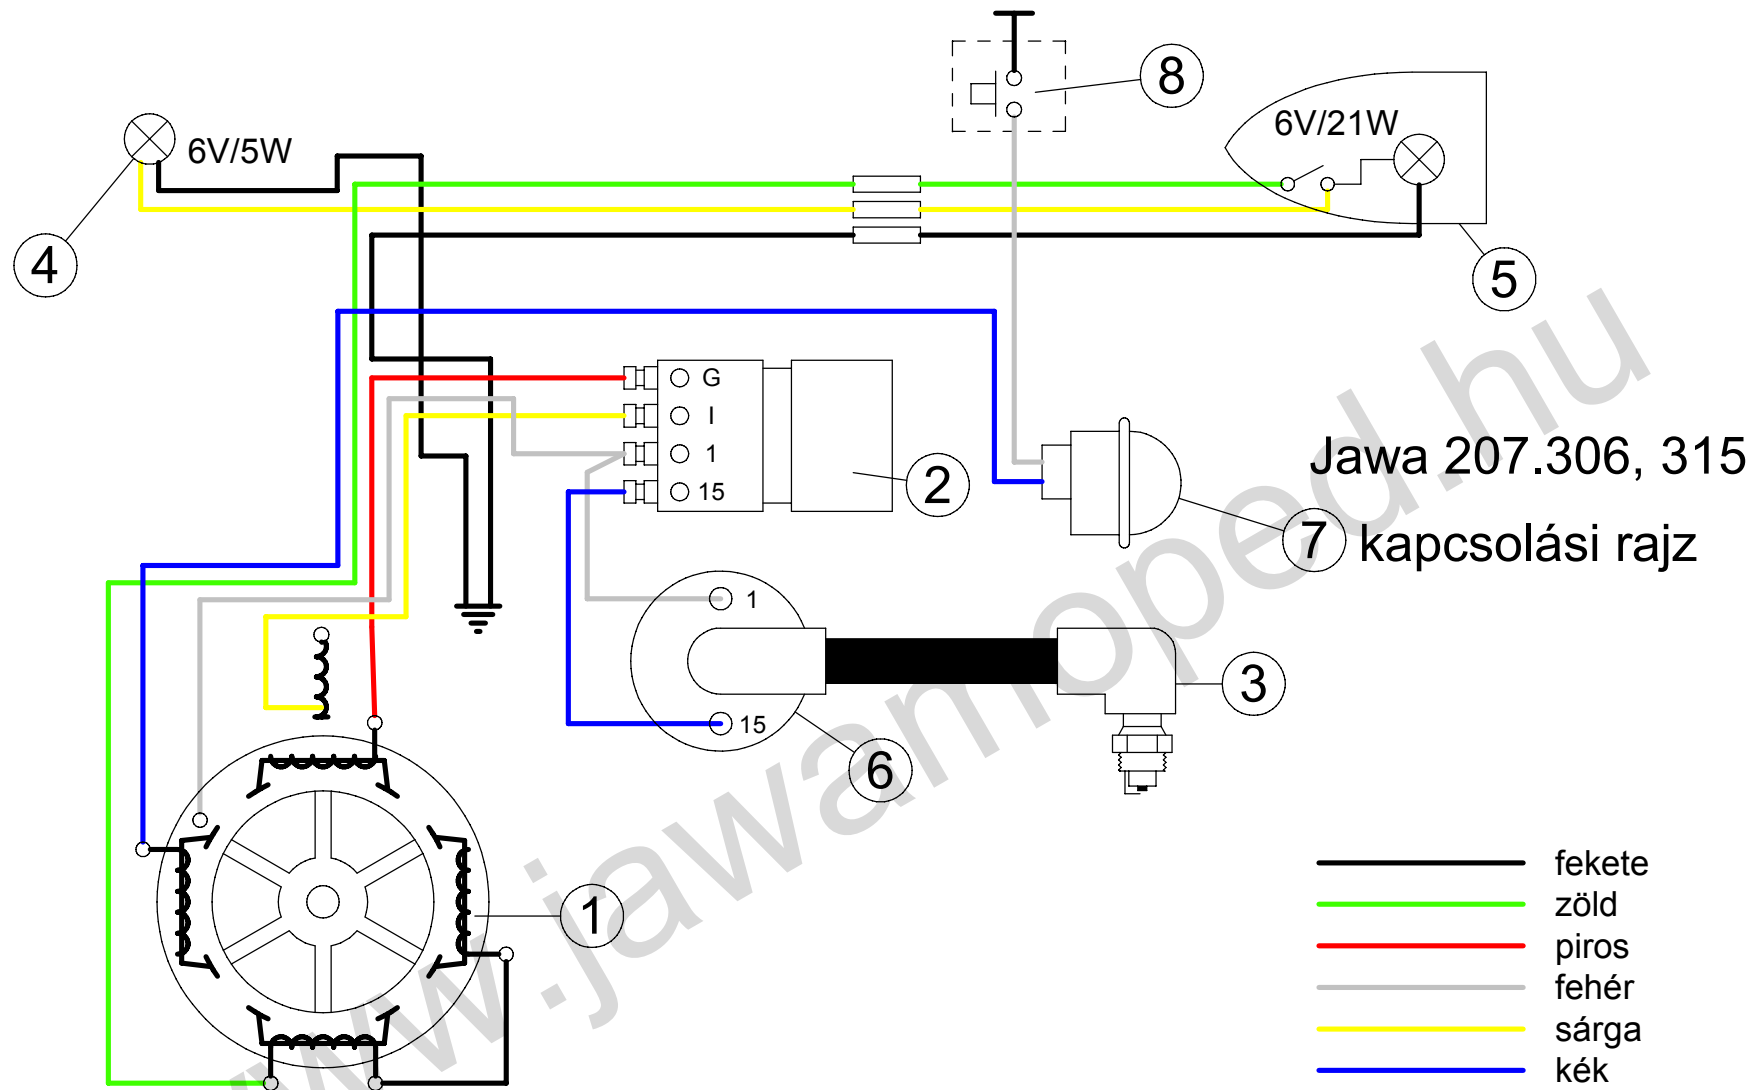 8
6V/21W
6V/5W
4
5
G
I
1
15
2
Jawa 207.306, 315
7
kapcsolási rajz
1
3
15
6
1
fekete
zöld
piros
fehér
sárga
kék
www.jawamoped.hu